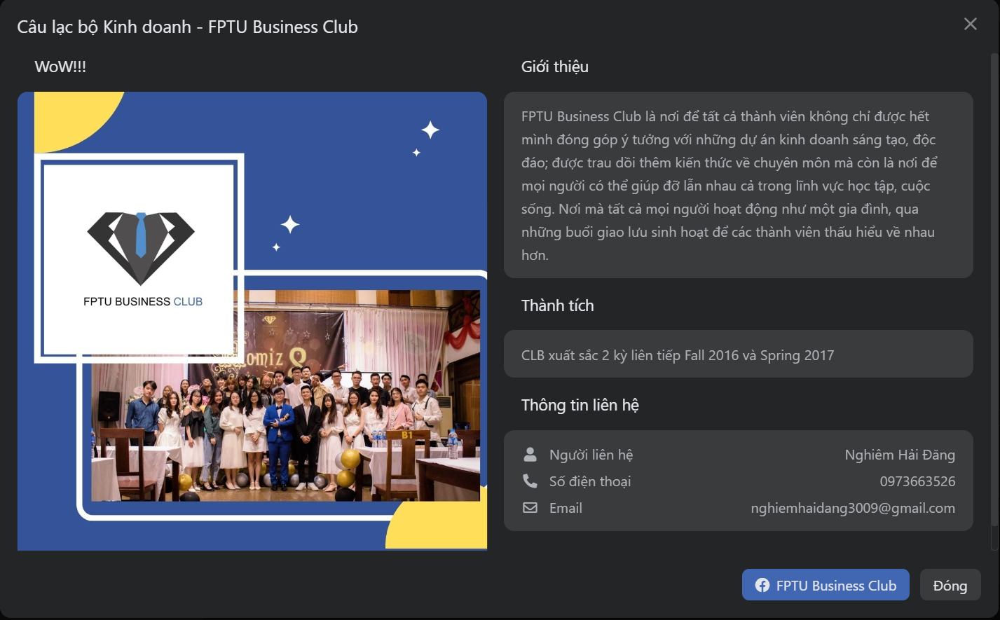 Câu lạc bộ Kinh doanh - FPTU Business Club
WoW!!!
FPTU BUSINESS CLUB
omiz
B1
Giới thiệu
FPTU Business Club là nơi để tất cả thành viên không chỉ được hết
mình đóng góp ý tưởng với những dự án kinh doanh sáng tạo, độc
đáo; được trau dồi thêm kiến thức về chuyên môn mà còn là nơi để
mọi người có thể giúp đỡ lẫn nhau cả trong lĩnh vực học tập, cuộc
sống. Nơi mà tất cả mọi người hoạt động như một gia đình, qua
những buổi giao lưu sinh hoạt để các thành viên thấu hiểu về nhau
hơn.
Thành tích
CLB xuất sắc 2 kỳ liên tiếp Fall 2016 và Spring 2017
Thông tin liên hệ
Người liên hệ Nghiêm Hải Đăng
Số điện thoại 0973663526
Email nghiemhaidang3009@gmail.com
FPTU Business Club
Đóng